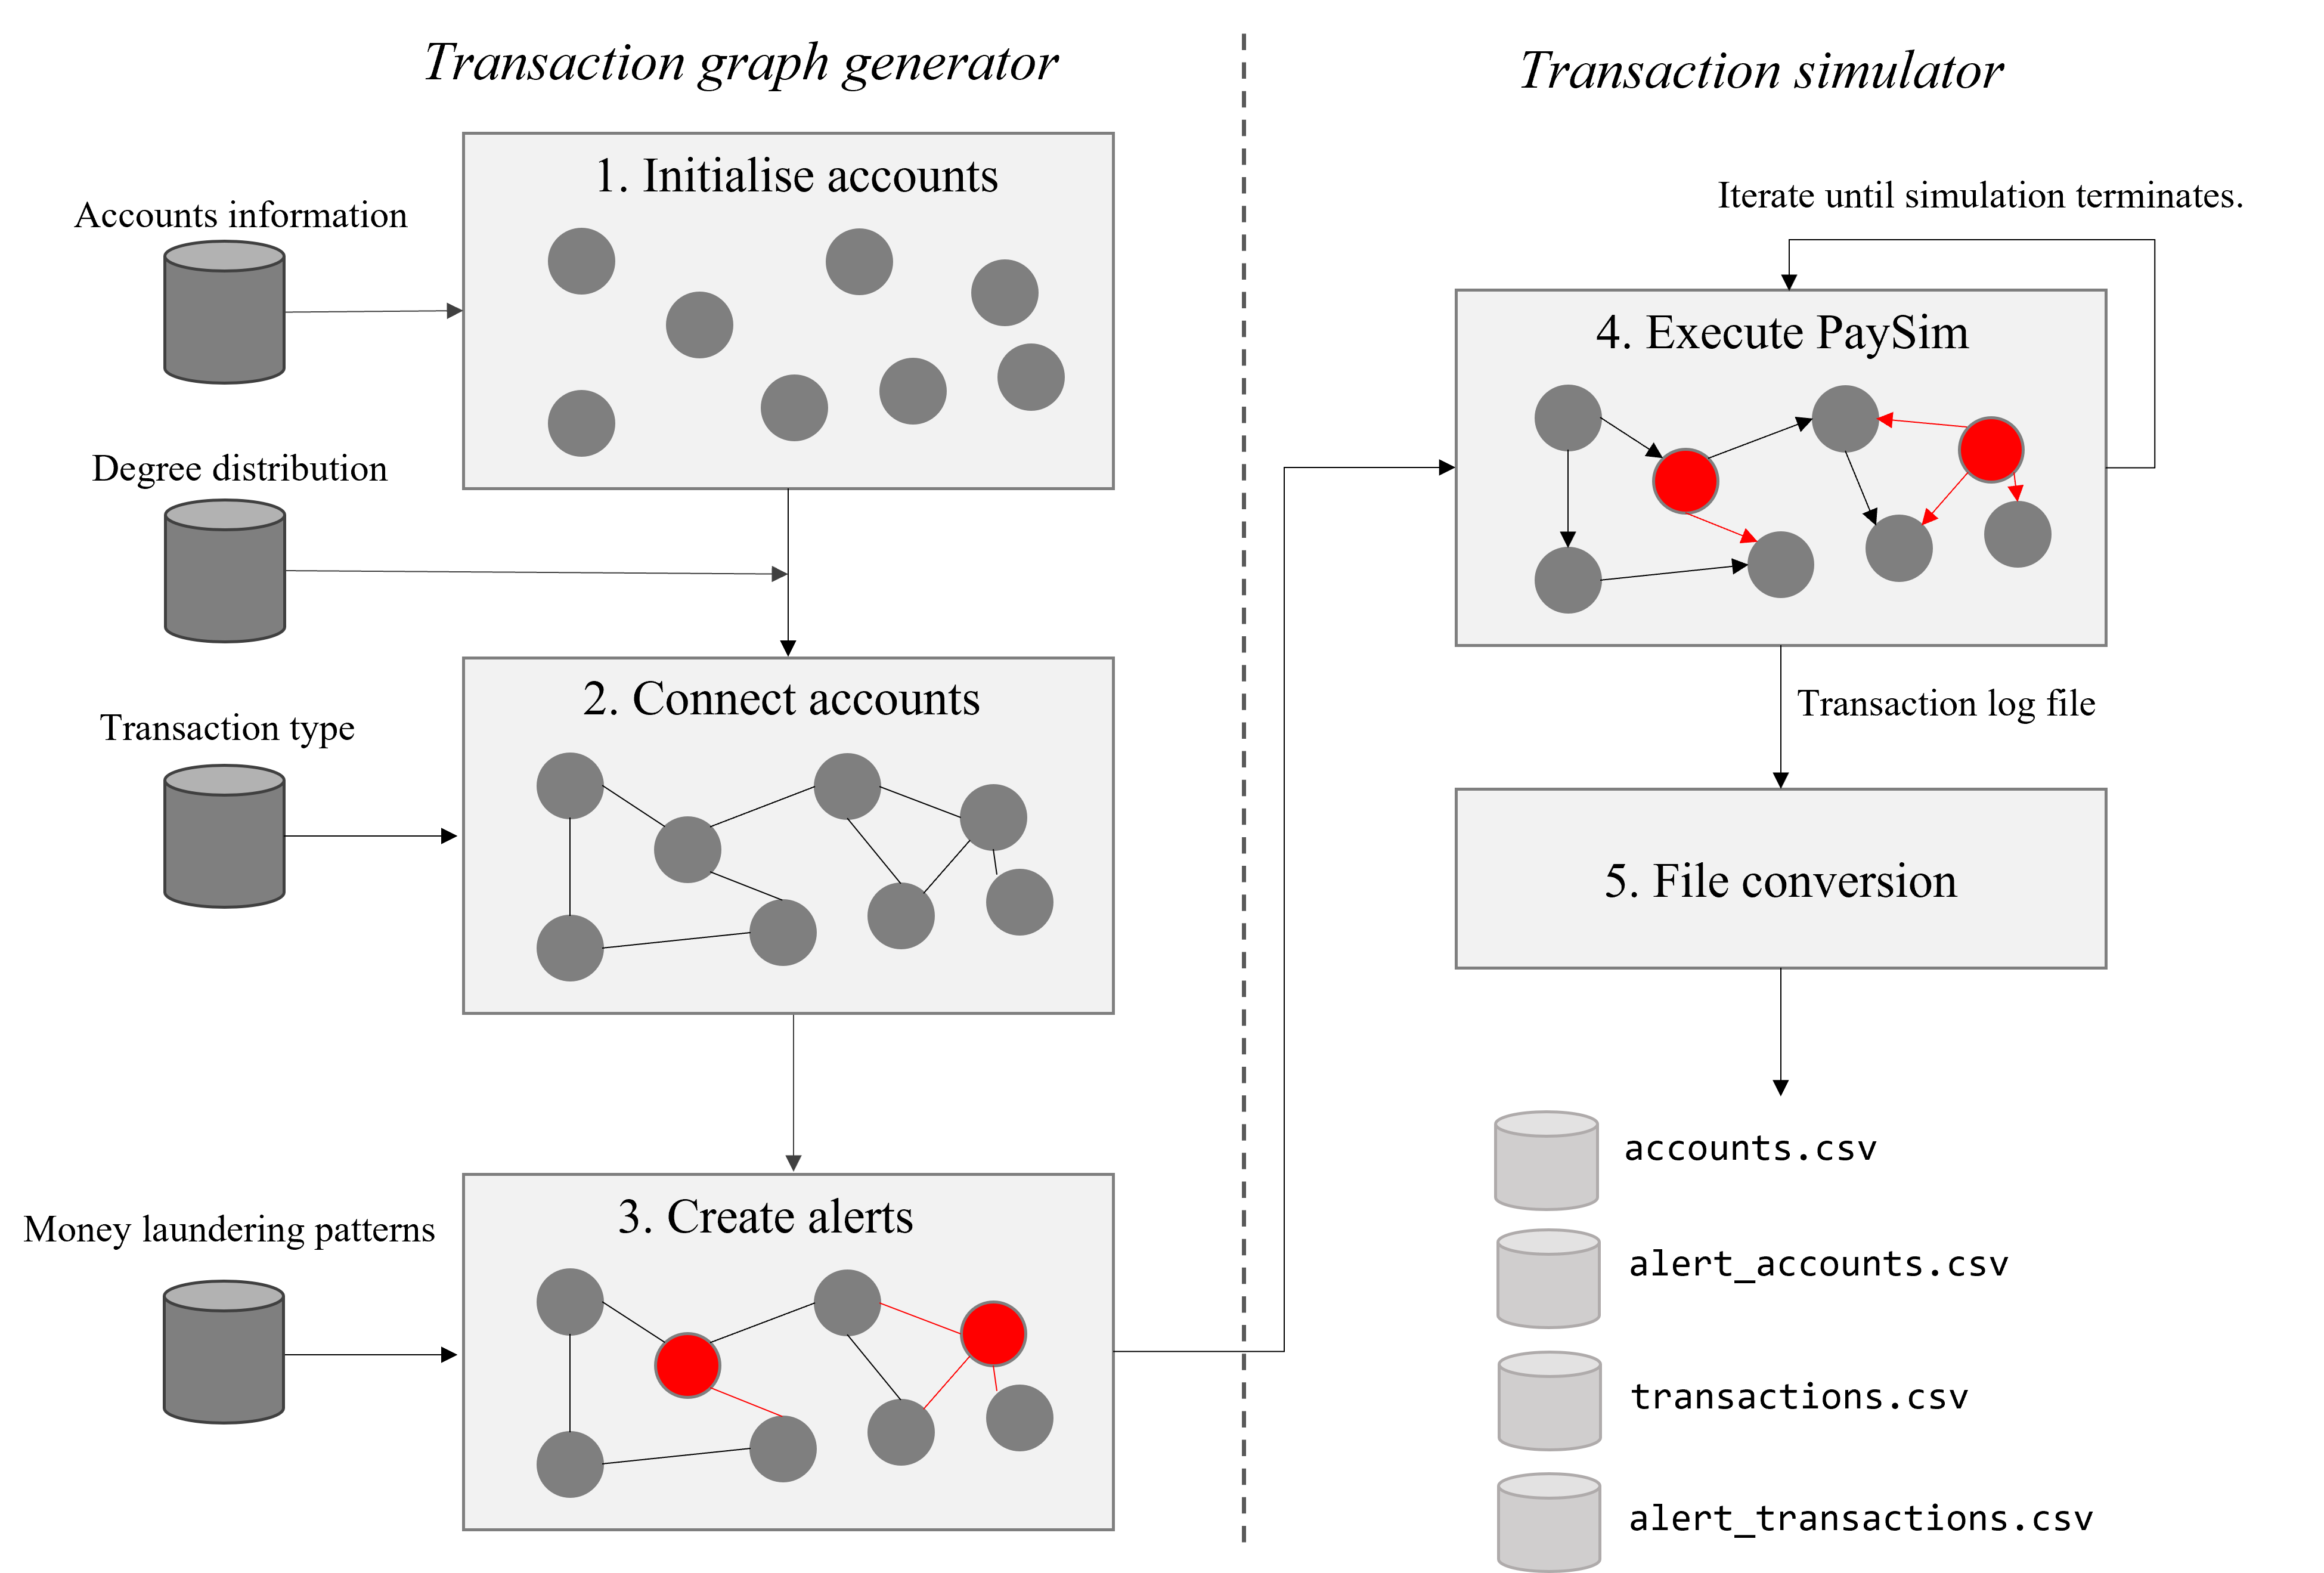 Transaction graph generator
Accounts information
1. Initialise accounts
Degree distribution
Transaction type
2. Connect accounts
Money laundering patterns
3. Create alerts
Transaction simulator
Iterate until simulation terminates.
4. Execute PaySim
Transaction log file
5. File conversion
accounts.csv
alert_accounts.csv
transactions.csv
alert_transactions.csv